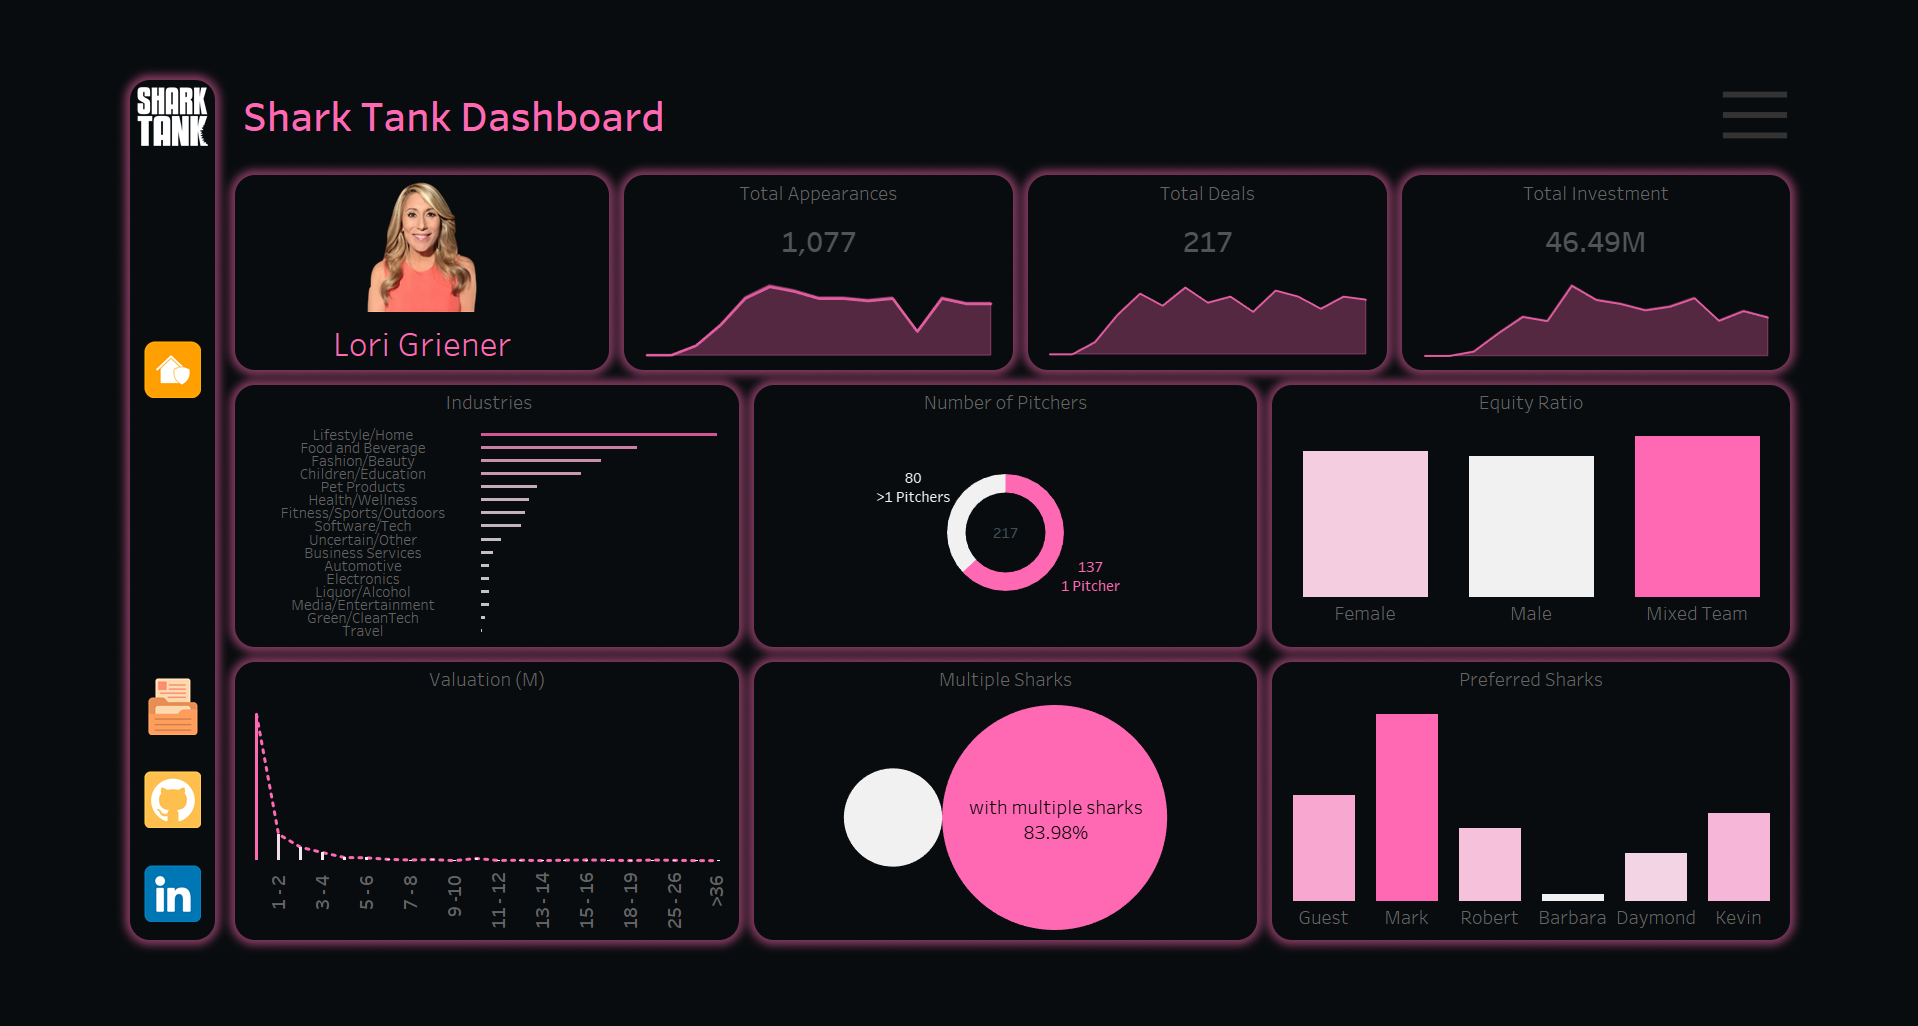 SHARK
TANK
Shark Tank Dashboard
Lori Griener
Total Appearances
1,077
Total Deals
217
Total Investment
46.49M
Industries
Lifestyle/Home
Food and Beverage
Fashion/Beauty
Children/Education
Pet Products
Health/Wellness
Fitness/Sports/Outdoors
Software/Tech
Uncertain/Other
Business Services
Automotive
Electronics
Liquor/Alcohol
Media/Entertainment
Green/CleanTech
Travel
Number of Pitchers
80
>1 Pitchers
217
137
1 Pitcher
Equity Ratio
Female
Male
Mixed Team
Valuation (M)
1 - 2
3 - 4
5 - 6
7 - 8
9 -10
11 - 12
13 - 14
15 - 16
18 - 19
25 - 26
>36
Multiple Sharks
with multiple sharks
83.98%
Preferred Sharks
Guest
Mark
Robert
Barbara
Daymond
Kevin
in